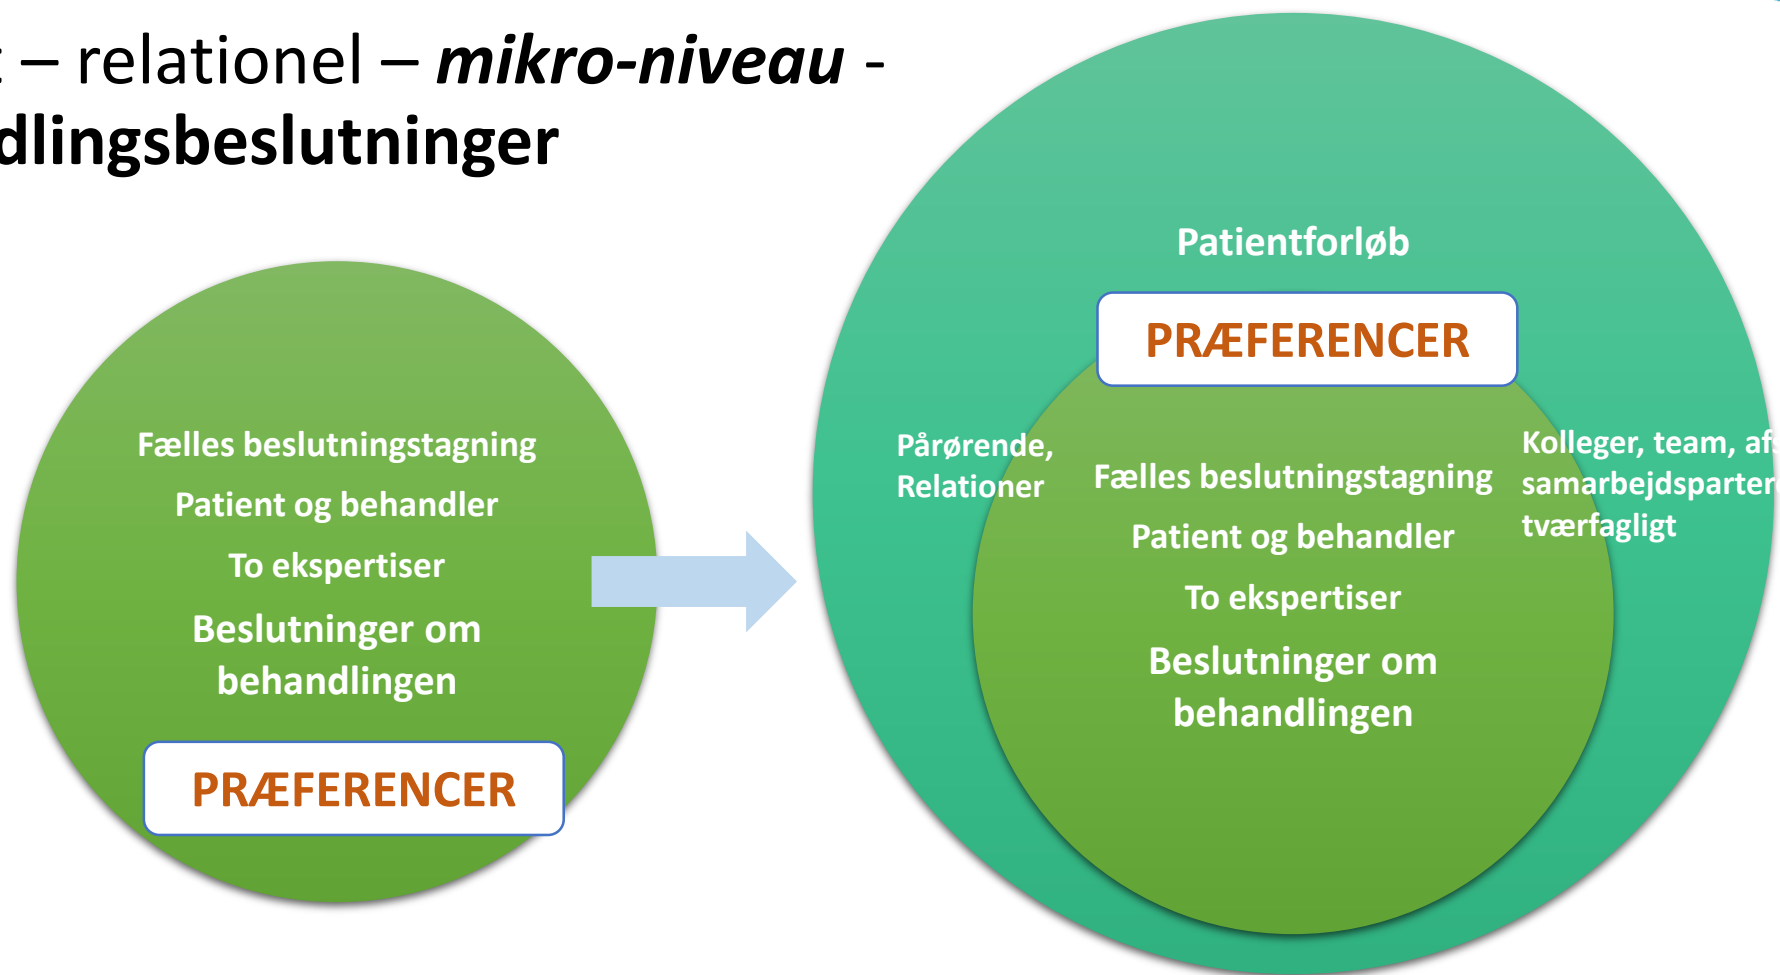 – relationel – mikro-niveau -
dlingsbeslutninger
Fælles beslutningstagning
Patient og behandler
To ekspertiser
Beslutninger om
behandlingen
PRÆFERENCER
Patientforløb
PRÆFERENCER
Pårørende,
Relationer
Fælles beslutningstagning
Patient og behandler
To ekspertiser
Beslutninger om
behandlingen
Kolleger, team,
samarbejdsparter
tværfagligt